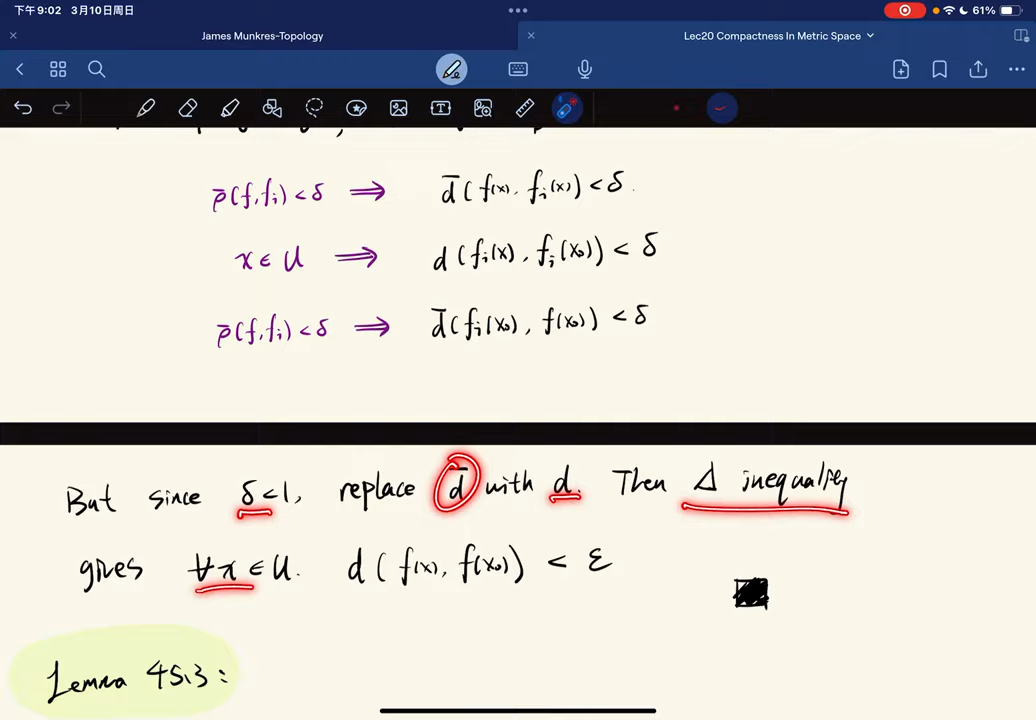 下午9:02 3月10日周日
61%
James Munkres-Topology
Lec20 Compactness In Metric Space
ρ̄(f,fi)<δ ⟹ d̄(f(x), fi(x))<δ.
x∈U ⟹ d(fi(x), fi(x₀))<δ
ρ̄(f,fi)<δ ⟹ d̄(fi(x₀), f(x₀))<δ
But since δ<1, replace d̄ with d. Then Δ inequality
gives ∀x∈U. d(f(x), f(x₀))<ε
Lemma 45.3: